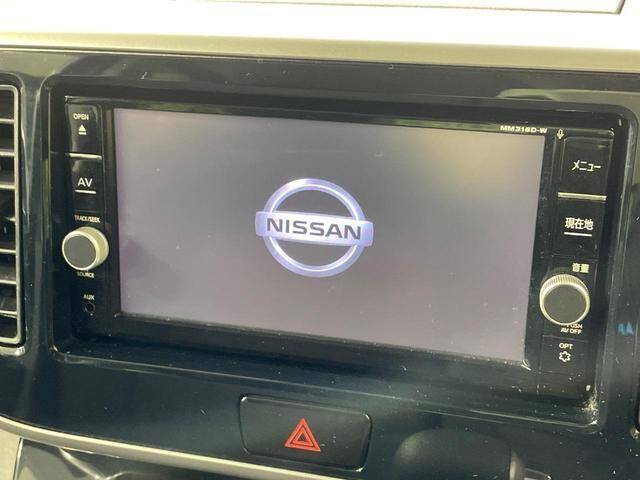 OPEN
MM316D-W
AV
メニュー
TRACK/SEEK
現在地
NISSAN
SOURCE
音量
AUX
PUSH
AV OFF
OPT